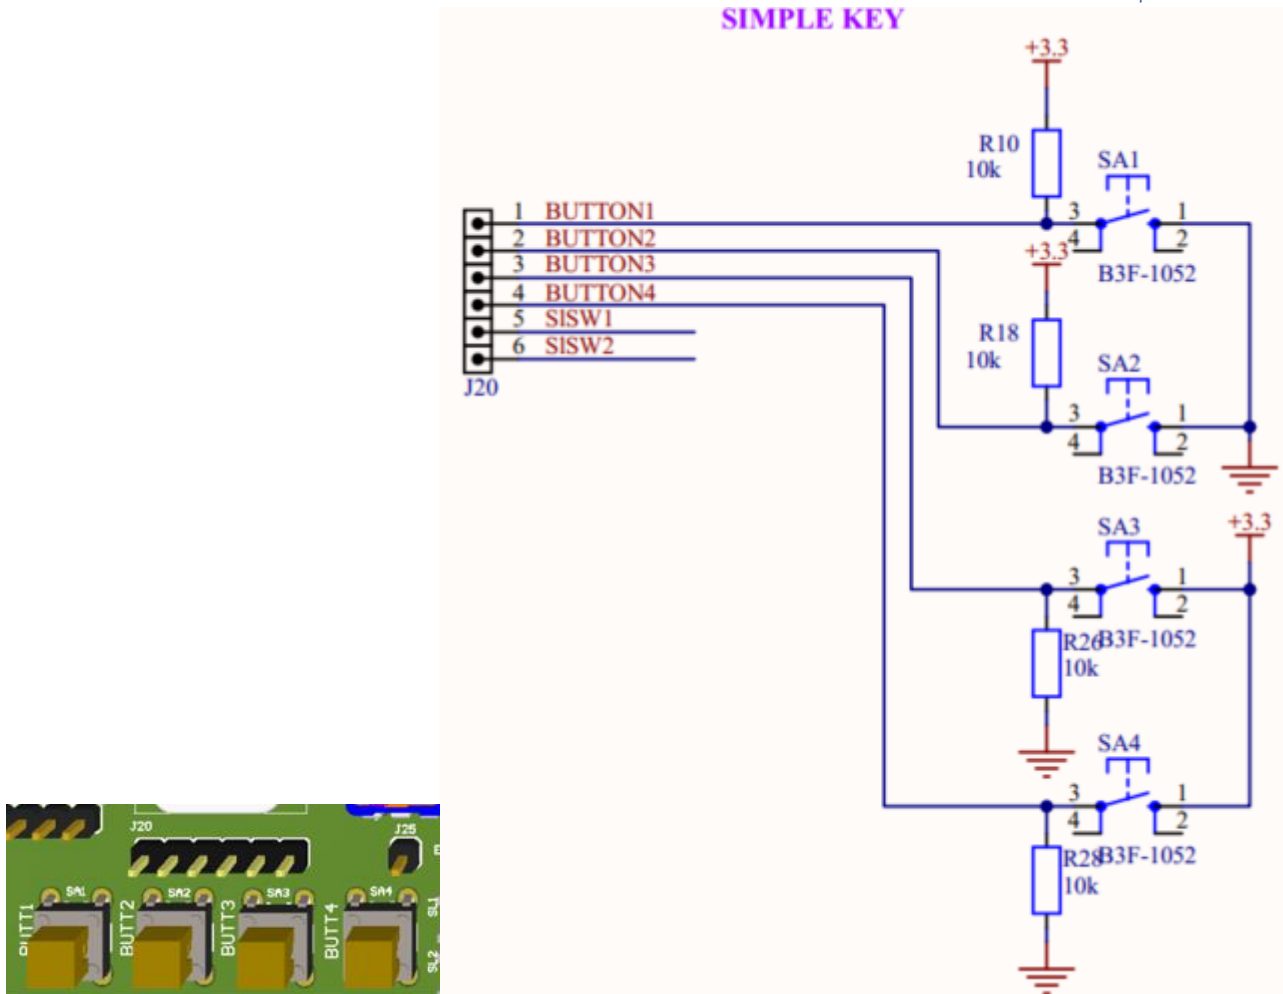 SIMPLE KEY
+3.3
R10
10k
SA1
3
1
4
2
B3F-1052
1 BUTTON1
2 BUTTON2
3 BUTTON3
4 BUTTON4
5 SISW1
6 SISW2
J20
+3.3
R18
10k
SA2
3
1
4
2
B3F-1052
+3.3
SA3
3
1
4
2
R26
B3F-1052
10k
SA4
3
1
4
2
R28
B3F-1052
10k
J20
J25
E
SA1
SA2
SA3
SA4
BUTT1
BUTT2
BUTT3
BUTT4
SL1
SL2